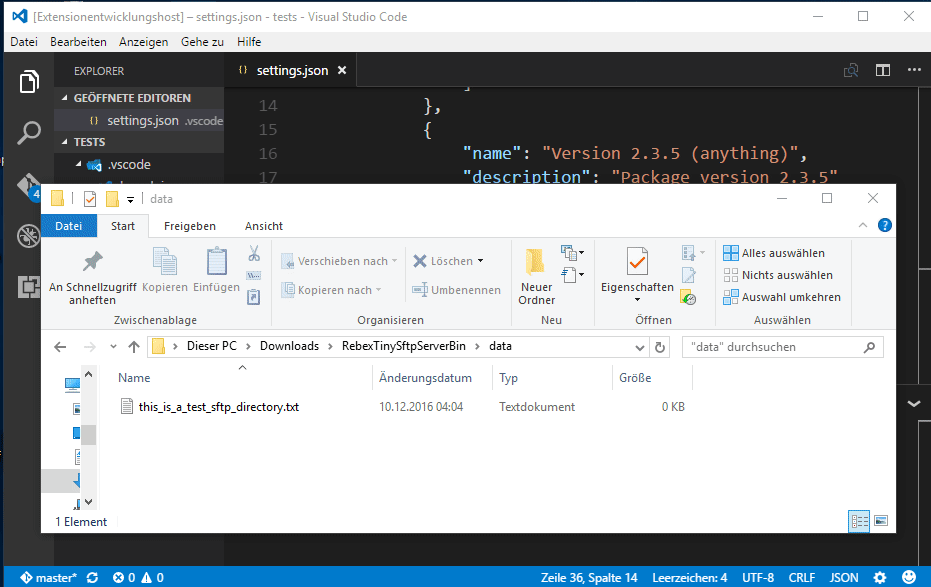 [Extensionentwicklungshost] – settings.json - tests - Visual Studio Code
Datei Bearbeiten Anzeigen Gehe zu Hilfe
EXPLORER
{} settings.json
GEÖFFNETE EDITOREN
{} settings.json .vscode
TESTS
.vscode
14 },
15 {
16 "name": "Version 2.3.5 (anything)",
17 "description": "Package version 2.3.5"
4
data
Datei Start Freigeben Ansicht
An Schnellzugriff anheften
Kopieren
Einfügen
Zwischenablage
Verschieben nach
Kopieren nach
Löschen
Umbenennen
Organisieren
Neuer Ordner
Neu
Eigenschaften
Öffnen
Alles auswählen
Nichts auswählen
Auswahl umkehren
Auswählen
Dieser PC > Downloads > RebexTinySftpServerBin > data
"data" durchsuchen
Name Änderungsdatum Typ Größe
this_is_a_test_sftp_directory.txt 10.12.2016 04:04 Textdokument 0 KB
1 Element
master* 0 0 Zeile 36, Spalte 14 Leerzeichen: 4 UTF-8 CRLF JSON